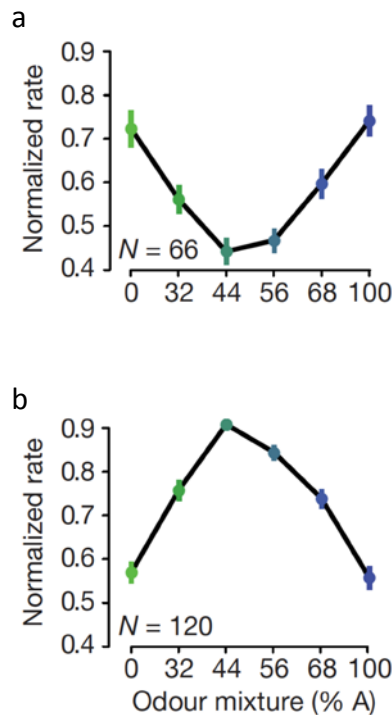 a
Normalized rate
0.9
0.8
0.7
0.6
0.5
0.4
N = 66
0 32 44 56 68 100
b
Normalized rate
0.9
0.8
0.7
0.6
0.5
0.4
N = 120
0 32 44 56 68 100
Odour mixture (% A)